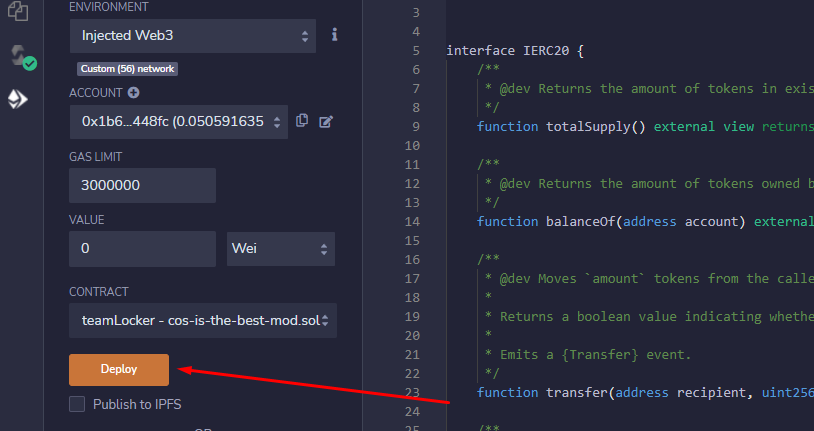 ENVIRONMENT
Injected Web3
Custom (56) network
ACCOUNT
0x1b6...448fc (0.050591635
GAS LIMIT
3000000
VALUE
0
Wei
CONTRACT
teamLocker - cos-is-the-best-mod.sol
Deploy
Publish to IPFS
3
4
5 interface IERC20 {
6 /**
7 * @dev Returns the amount of tokens in exis
8 */
9 function totalSupply() external view returns
10
11 /**
12 * @dev Returns the amount of tokens owned b
13 */
14 function balanceOf(address account) external
15
16 /**
17 * @dev Moves `amount` tokens from the calle
18 *
19 * Returns a boolean value indicating whethe
20 *
21 * Emits a {Transfer} event.
22 */
23 function transfer(address recipient, uint256
24
25 /**